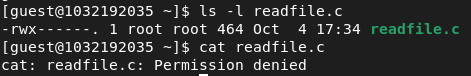 [guest@1032192035 ~]$ ls -l readfile.c
-rwx------. 1 root root 464 Oct  4 17:34 readfile.c
[guest@1032192035 ~]$ cat readfile.c
cat: readfile.c: Permission denied